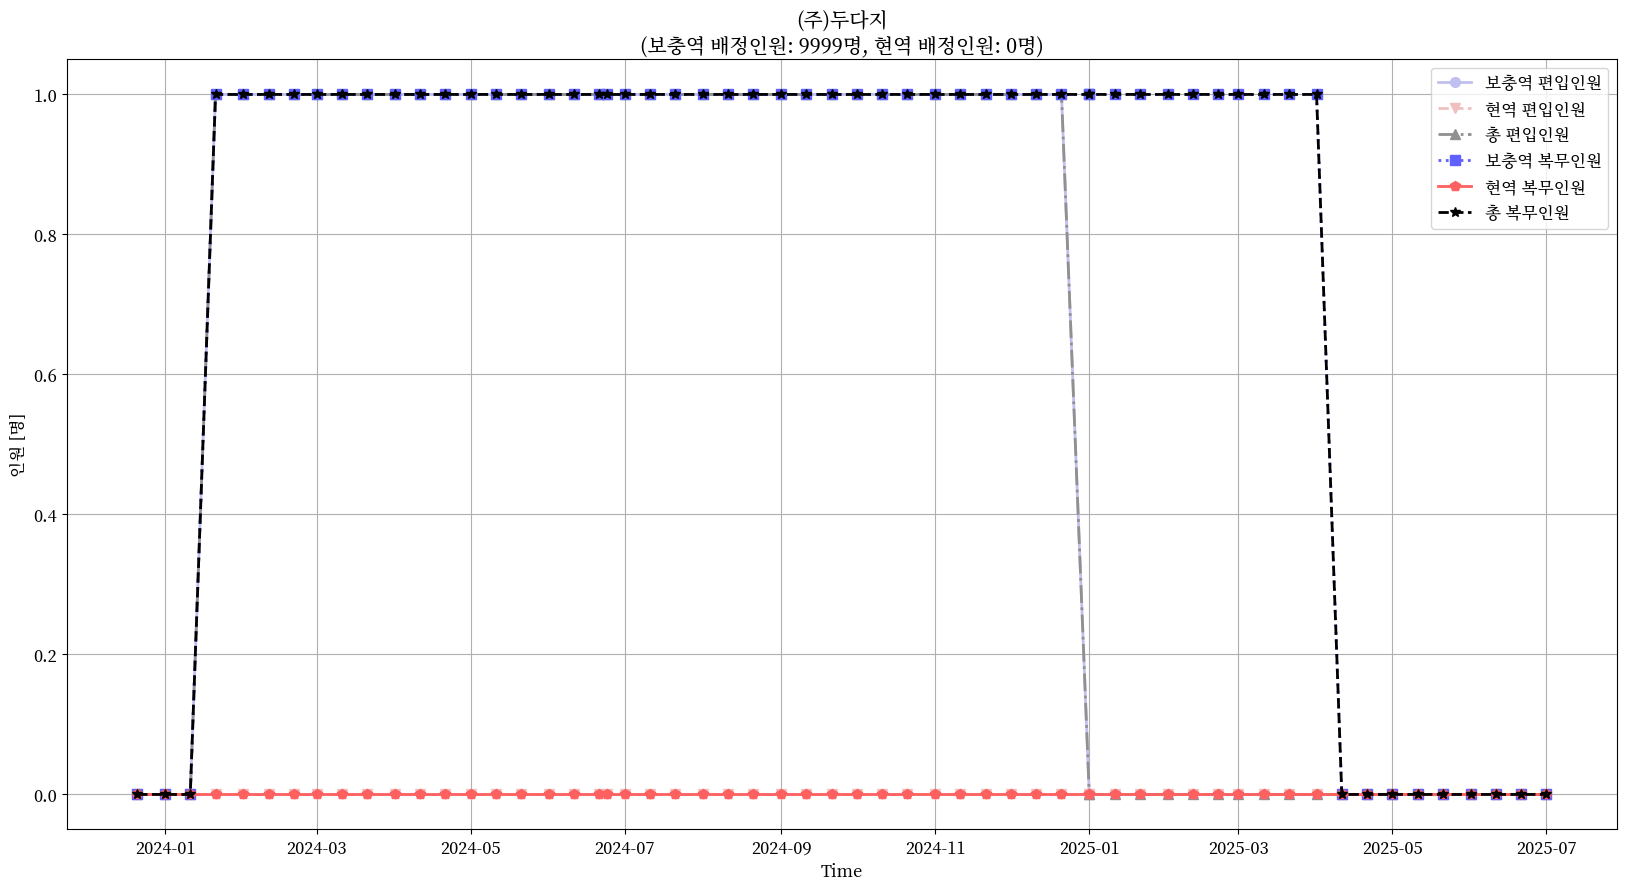 (주)두다지
(보충역 배정인원: 9999명, 현역 배정인원: 0명)
보충역 편입인원
현역 편입인원
총 편입인원
보충역 복무인원
현역 복무인원
총 복무인원
인원 [명]
1.0
0.8
0.6
0.4
0.2
0.0
2024-01 2024-03 2024-05 2024-07 2024-09 2024-11 2025-01 2025-03 2025-05 2025-07
Time